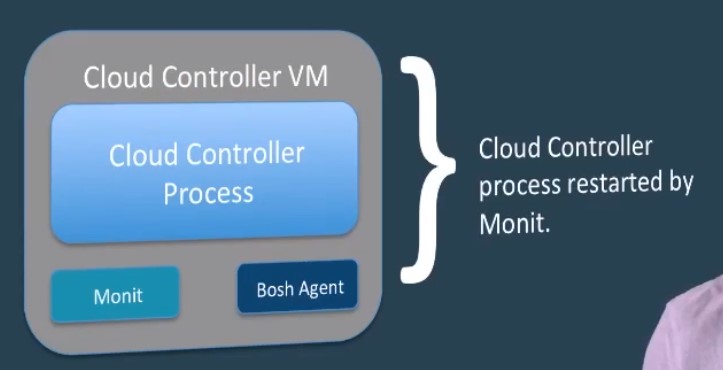 Cloud Controller VM
Cloud Controller
Process
Monit
Bosh Agent
Cloud Controller
process restarted by
Monit.